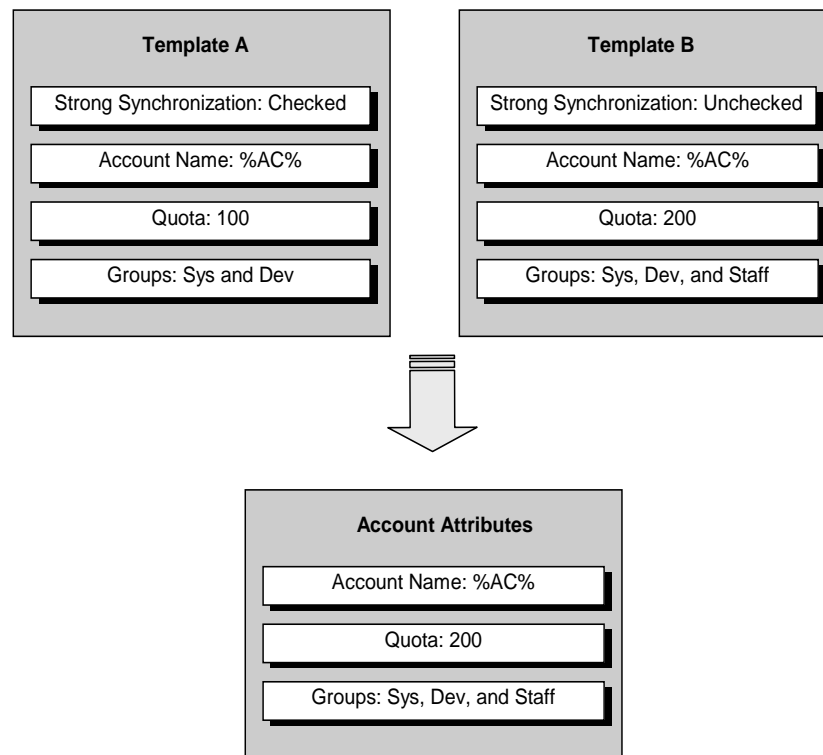 Template A
Strong Synchronization: Checked
Account Name: %AC%
Quota: 100
Groups: Sys and Dev
Template B
Strong Synchronization: Unchecked
Account Name: %AC%
Quota: 200
Groups: Sys, Dev, and Staff
Account Attributes
Account Name: %AC%
Quota: 200
Groups: Sys, Dev, and Staff